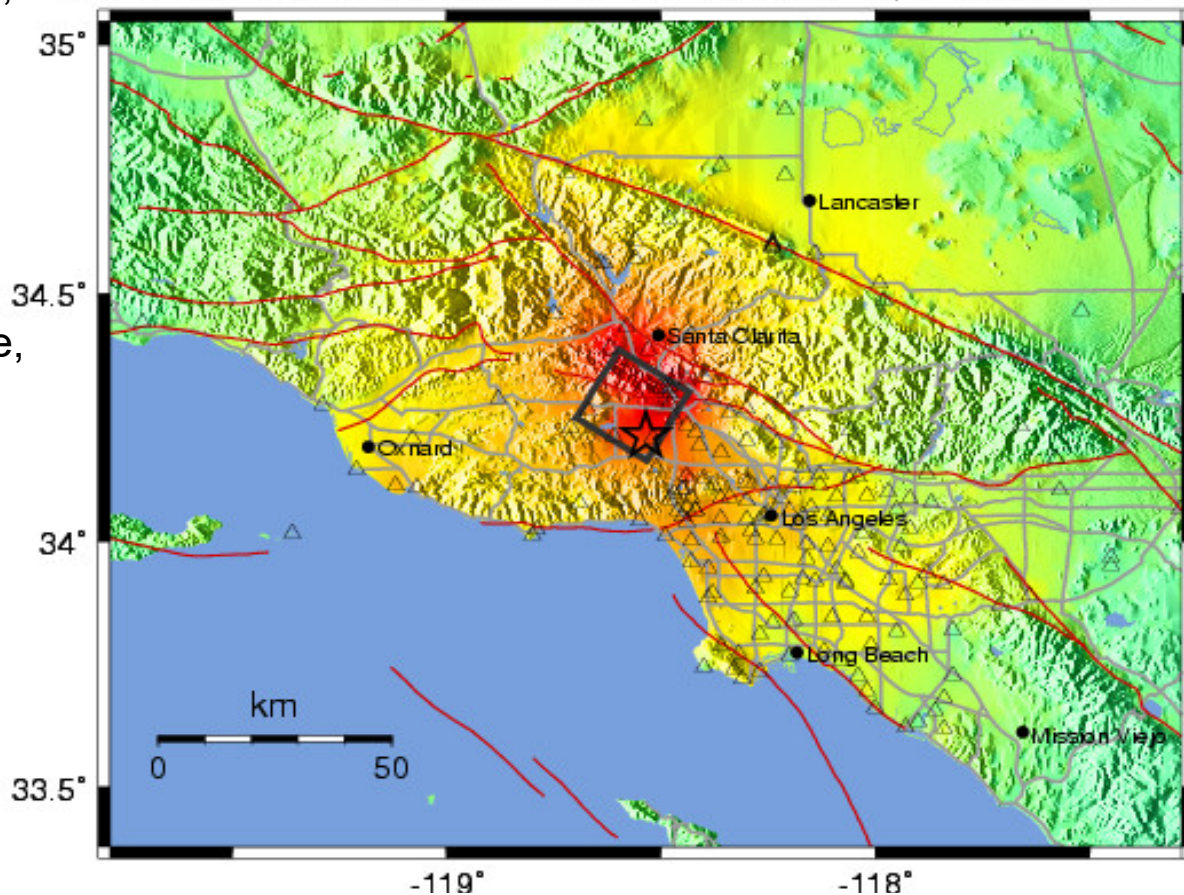 35°
Lancaster
34.5°
e,
Santa Clarita
Oxnard
Los Angeles
34°
Long Beach
km
Mission Viejo
0 50
33.5°
-119° -118°